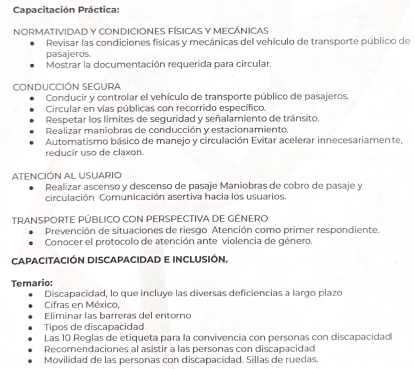 Capacitación Práctica:
NORMATIVIDAD Y CONDICIONES FÍSICAS Y MECÁNICAS
• Revisar las condiciones físicas y mecánicas del vehículo de transporte público de
pasajeros.
• Mostrar la documentación requerida para circular.
CONDUCCIÓN SEGURA
• Conducir y controlar el vehículo de transporte público de pasajeros.
• Circular en vías públicas con recorrido específico.
• Respetar los límites de seguridad y señalamiento de tránsito.
• Realizar maniobras de conducción y estacionamiento.
• Automatismo básico de manejo y circulación Evitar acelerar innecesariamente,
reducir uso de claxon.
ATENCIÓN AL USUARIO
• Realizar ascenso y descenso de pasaje Maniobras de cobro de pasaje y
circulación Comunicación asertiva hacia los usuarios.
TRANSPORTE PÚBLICO CON PERSPECTIVA DE GÉNERO
• Prevención de situaciones de riesgo Atención como primer respondiente.
• Conocer el protocolo de atención ante violencia de género.
CAPACITACIÓN DISCAPACIDAD E INCLUSIÓN.
Temario:
• Discapacidad, lo que incluye las diversas deficiencias a largo plazo
• Cifras en México,
• Eliminar las barreras del entorno
• Tipos de discapacidad
• Las 10 Reglas de etiqueta para la convivencia con personas con discapacidad
• Recomendaciones al asistir a las personas con discapacidad
• Movilidad de las personas con discapacidad. Sillas de ruedas.